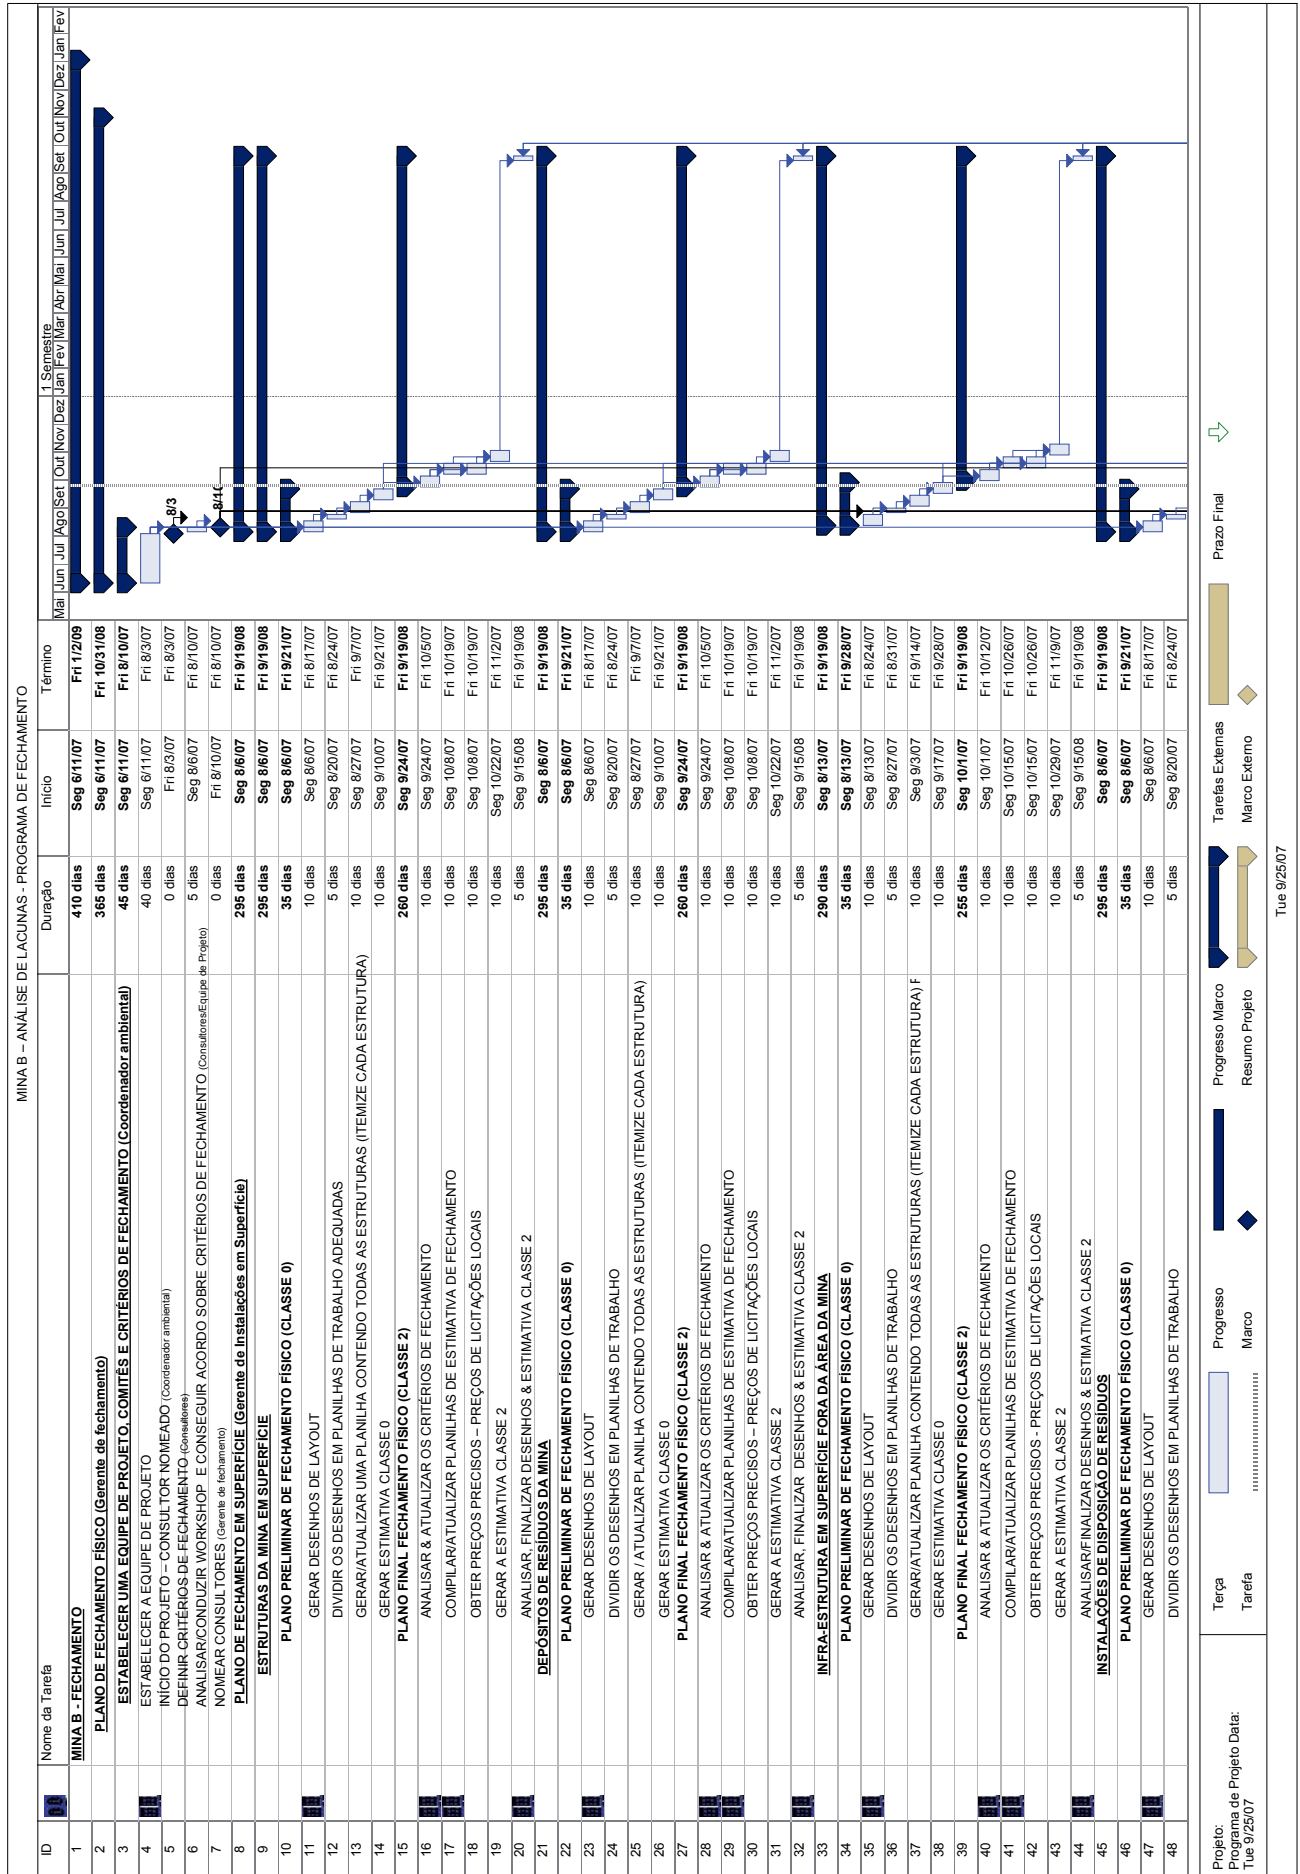 MINA B – ANÁLISE DE LACUNAS - PROGRAMA DE FECHAMENTO
ID Nome da Tarefa Duração Início Término
1 Semestre
Mai Jun Jul Ago Set Out Nov Dez Jan Fev Mar Abr Mai Jun Jul Ago Set Out Nov Dez Jan Fev
1 MINA B - FECHAMENTO 410 dias Seg 6/11/07 Fri 1/2/09
2 PLANO DE FECHAMENTO FÍSICO (Gerente de fechamento) 365 dias Seg 6/11/07 Fri 10/31/08
3 ESTABELECER UMA EQUIPE DE PROJETO, COMITÊS E CRITÉRIOS DE FECHAMENTO (Coordenador ambiental) 45 dias Seg 6/11/07 Fri 8/10/07
4 ESTABELECER A EQUIPE DE PROJETO 40 dias Seg 6/11/07 Fri 8/3/07
5 INÍCIO DO PROJETO – CONSULTOR NOMEADO (Coordenador ambiental) 0 dias Fri 8/3/07 Fri 8/3/07
8/3
DEFINIR CRITÉRIOS DE FECHAMENTO (Consultores)
6 ANALISAR/CONDUZIR WORKSHOP E CONSEGUIR ACORDO SOBRE CRITÉRIOS DE FECHAMENTO (Consultores/Equipe de Projeto) 5 dias Seg 8/6/07 Fri 8/10/07
7 NOMEAR CONSULTORES (Gerente de fechamento) 0 dias Fri 8/10/07 Fri 8/10/07
8/10
8 PLANO DE FECHAMENTO EM SUPERFÍCIE (Gerente de Instalações em Superfície) 295 dias Seg 8/6/07 Fri 9/19/08
9 ESTRUTURAS DA MINA EM SUPERFÍCIE 295 dias Seg 8/6/07 Fri 9/19/08
10 PLANO PRELIMINAR DE FECHAMENTO FÍSICO (CLASSE 0) 35 dias Seg 8/6/07 Fri 9/21/07
11 GERAR DESENHOS DE LAYOUT 10 dias Seg 8/6/07 Fri 8/17/07
12 DIVIDIR OS DESENHOS EM PLANILHAS DE TRABALHO ADEQUADAS 5 dias Seg 8/20/07 Fri 8/24/07
13 GERAR/ATUALIZAR UMA PLANILHA CONTENDO TODAS AS ESTRUTURAS (ITEMIZE CADA ESTRUTURA) 10 dias Seg 8/27/07 Fri 9/7/07
14 GERAR ESTIMATIVA CLASSE 0 10 dias Seg 9/10/07 Fri 9/21/07
15 PLANO FINAL FECHAMENTO FÍSICO (CLASSE 2) 260 dias Seg 9/24/07 Fri 9/19/08
16 ANALISAR & ATUALIZAR OS CRITÉRIOS DE FECHAMENTO 10 dias Seg 9/24/07 Fri 10/5/07
17 COMPILAR/ATUALIZAR PLANILHAS DE ESTIMATIVA DE FECHAMENTO 10 dias Seg 10/8/07 Fri 10/19/07
18 OBTER PREÇOS PRECISOS – PREÇOS DE LICITAÇÕES LOCAIS 10 dias Seg 10/8/07 Fri 10/19/07
19 GERAR A ESTIMATIVA CLASSE 2 10 dias Seg 10/22/07 Fri 11/2/07
20 ANALISAR, FINALIZAR DESENHOS & ESTIMATIVA CLASSE 2 5 dias Seg 9/15/08 Fri 9/19/08
21 DEPÓSITOS DE RESÍDUOS DA MINA 295 dias Seg 8/6/07 Fri 9/19/08
22 PLANO PRELIMINAR DE FECHAMENTO FÍSICO (CLASSE 0) 35 dias Seg 8/6/07 Fri 9/21/07
23 GERAR DESENHOS DE LAYOUT 10 dias Seg 8/6/07 Fri 8/17/07
24 DIVIDIR OS DESENHOS EM PLANILHAS DE TRABALHO 5 dias Seg 8/20/07 Fri 8/24/07
25 GERAR / ATUALIZAR PLANILHA CONTENDO TODAS AS ESTRUTURAS (ITEMIZE CADA ESTRUTURA) 10 dias Seg 8/27/07 Fri 9/7/07
26 GERAR ESTIMATIVA CLASSE 0 10 dias Seg 9/10/07 Fri 9/21/07
27 PLANO FINAL FECHAMENTO FÍSICO (CLASSE 2) 260 dias Seg 9/24/07 Fri 9/19/08
28 ANALISAR & ATUALIZAR OS CRITÉRIOS DE FECHAMENTO 10 dias Seg 9/24/07 Fri 10/5/07
29 COMPILAR/ATUALIZAR PLANILHAS DE ESTIMATIVA DE FECHAMENTO 10 dias Seg 10/8/07 Fri 10/19/07
30 OBTER PREÇOS PRECISOS – PREÇOS DE LICITAÇÕES LOCAIS 10 dias Seg 10/8/07 Fri 10/19/07
31 GERAR A ESTIMATIVA CLASSE 2 10 dias Seg 10/22/07 Fri 11/2/07
32 ANALISAR, FINALIZAR DESENHOS & ESTIMATIVA CLASSE 2 5 dias Seg 9/15/08 Fri 9/19/08
33 INFRA-ESTRUTURA EM SUPERFÍCIE FORA DA ÁREA DA MINA 290 dias Seg 8/13/07 Fri 9/19/08
34 PLANO PRELIMINAR DE FECHAMENTO FÍSICO (CLASSE 0) 35 dias Seg 8/13/07 Fri 9/28/07
35 GERAR DESENHOS DE LAYOUT 10 dias Seg 8/13/07 Fri 8/24/07
36 DIVIDIR OS DESENHOS EM PLANILHAS DE TRABALHO 5 dias Seg 8/27/07 Fri 8/31/07
37 GERAR/ATUALIZAR PLANILHA CONTENDO TODAS AS ESTRUTURAS (ITEMIZE CADA ESTRUTURA) F 10 dias Seg 9/3/07 Fri 9/14/07
38 GERAR ESTIMATIVA CLASSE 0 10 dias Seg 9/17/07 Fri 9/28/07
39 PLANO FINAL FECHAMENTO FÍSICO (CLASSE 2) 255 dias Seg 10/1/07 Fri 9/19/08
40 ANALISAR & ATUALIZAR OS CRITÉRIOS DE FECHAMENTO 10 dias Seg 10/1/07 Fri 10/12/07
41 COMPILAR/ATUALIZAR PLANILHAS DE ESTIMATIVA DE FECHAMENTO 10 dias Seg 10/15/07 Fri 10/26/07
42 OBTER PREÇOS PRECISOS - PREÇOS DE LICITAÇÕES LOCAIS 10 dias Seg 10/15/07 Fri 10/26/07
43 GERAR A ESTIMATIVA CLASSE 2 10 dias Seg 10/29/07 Fri 11/9/07
44 ANALISAR/FINALIZAR DESENHOS & ESTIMATIVA CLASSE 2 5 dias Seg 9/15/08 Fri 9/19/08
45 INSTALAÇÕES DE DISPOSIÇÃO DE RESÍDUOS 295 dias Seg 8/6/07 Fri 9/19/08
46 PLANO PRELIMINAR DE FECHAMENTO FÍSICO (CLASSE 0) 35 dias Seg 8/6/07 Fri 9/21/07
47 GERAR DESENHOS DE LAYOUT 10 dias Seg 8/6/07 Fri 8/17/07
48 DIVIDIR OS DESENHOS EM PLANILHAS DE TRABALHO 5 dias Seg 8/20/07 Fri 8/24/07
Projeto:
Programa de Projeto Data:
Tue 9/25/07
Terça Progresso Progresso Marco Tarefas Externas Prazo Final
Tarefa Marco Resumo Projeto Marco Externo
Tue 9/25/07